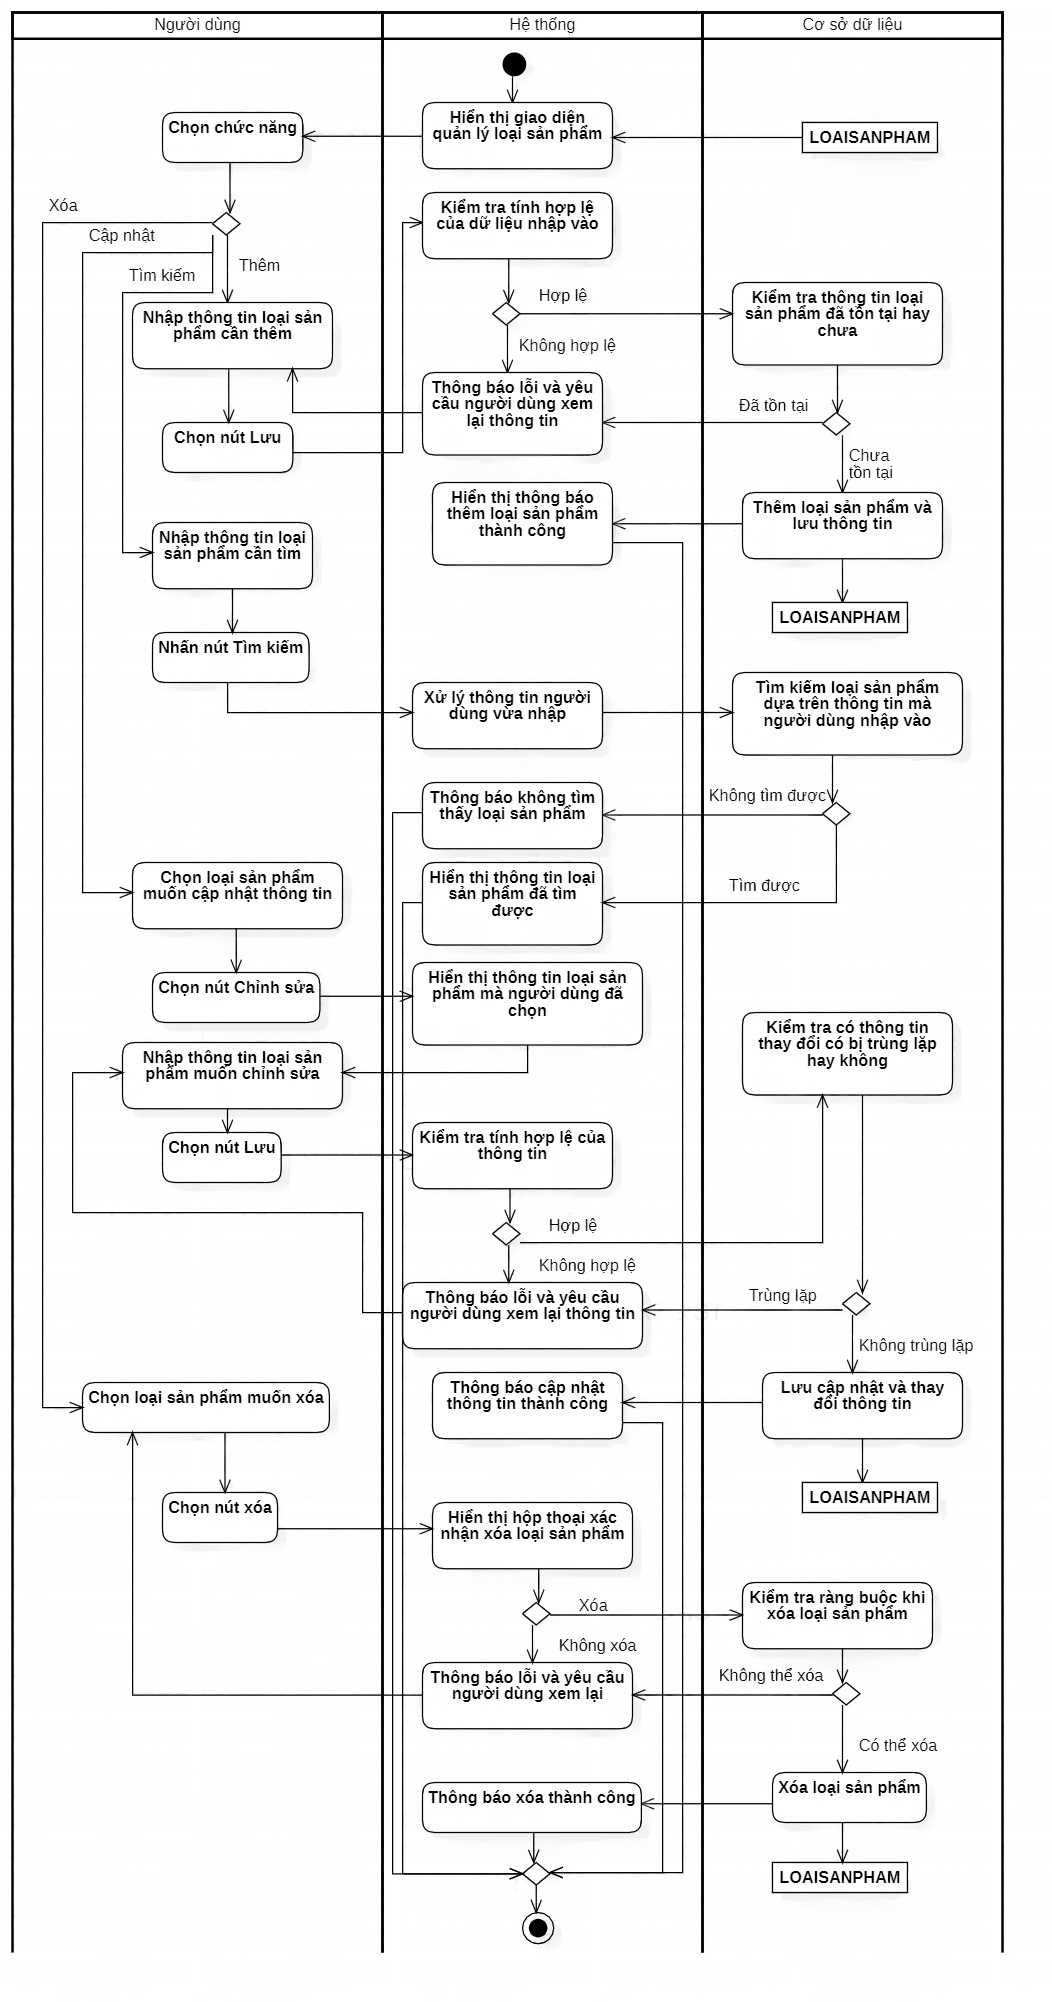 Người dùng
Hệ thống
Cơ sở dữ liệu
Hiển thị giao diện
quản lý loại sản phẩm
Chọn chức năng
LOAISANPHAM
Xóa
Cập nhật
Tìm kiếm
Thêm
Kiểm tra tính hợp lệ
của dữ liệu nhập vào
Hợp lệ
Không hợp lệ
Kiểm tra thông tin loại
sản phẩm đã tồn tại hay
chưa
Nhập thông tin loại sản
phẩm cần thêm
Thông báo lỗi và yêu
cầu người dùng xem
lại thông tin
Đã tồn tại
Chưa
tồn tại
Chọn nút Lưu
Hiển thị thông báo
thêm loại sản phẩm
thành công
Thêm loại sản phẩm và
lưu thông tin
LOAISANPHAM
Nhập thông tin loại
sản phẩm cần tìm
Nhấn nút Tìm kiếm
Xử lý thông tin người
dùng vừa nhập
Tìm kiếm loại sản phẩm
dựa trên thông tin mà
người dùng nhập vào
Không tìm được
Thông báo không tìm
thấy loại sản phẩm
Tìm được
Hiển thị thông tin loại
sản phẩm đã tìm
được
Chọn loại sản phẩm
muốn cập nhật thông tin
Chọn nút Chỉnh sửa
Hiển thị thông tin loại sản
phẩm mà người dùng đã
chọn
Kiểm tra có thông tin
thay đổi có bị trùng lặp
hay không
Nhập thông tin loại sản
phẩm muốn chỉnh sửa
Chọn nút Lưu
Kiểm tra tính hợp lệ của
thông tin
Hợp lệ
Không hợp lệ
Thông báo lỗi và yêu cầu
người dùng xem lại thông tin
Trùng lặp
Không trùng lặp
Chọn loại sản phẩm muốn xóa
Thông báo cập nhật
thông tin thành công
Lưu cập nhật và thay
đổi thông tin
LOAISANPHAM
Chọn nút xóa
Hiển thị hộp thoại xác
nhận xóa loại sản phẩm
Xóa
Không xóa
Kiểm tra ràng buộc khi
xóa loại sản phẩm
Không thể xóa
Thông báo lỗi và yêu cầu
người dùng xem lại
Có thể xóa
Thông báo xóa thành công
Xóa loại sản phẩm
LOAISANPHAM